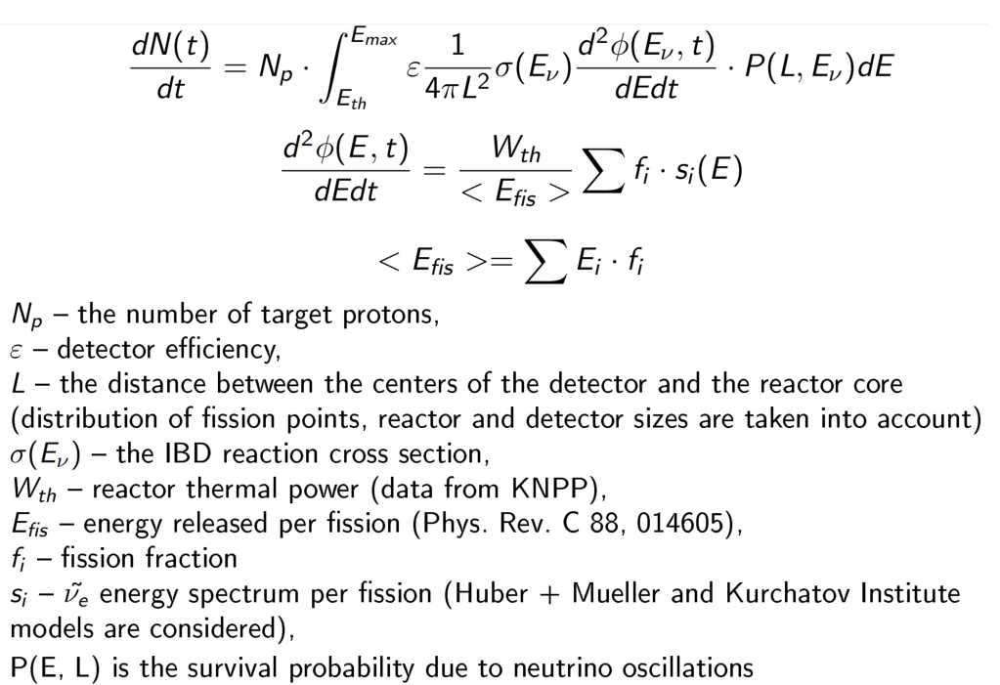 dN(t)/dt = N_p · ∫_{E_th}^{E_max} ε 1/(4πL²) σ(E_ν) d²ϕ(E_ν, t)/dEdt · P(L, E_ν)dE
d²ϕ(E, t)/dEdt = W_th/< E_fis > ∑ f_i · s_i(E)
< E_fis >= ∑ E_i · f_i
N_p – the number of target protons,
ε – detector efficiency,
L – the distance between the centers of the detector and the reactor core
(distribution of fission points, reactor and detector sizes are taken into account)
σ(E_ν) – the IBD reaction cross section,
W_th – reactor thermal power (data from KNPP),
E_fis – energy released per fission (Phys. Rev. C 88, 014605),
f_i – fission fraction
s_i – ν̃_e energy spectrum per fission (Huber + Mueller and Kurchatov Institute
models are considered),
P(E, L) is the survival probability due to neutrino oscillations